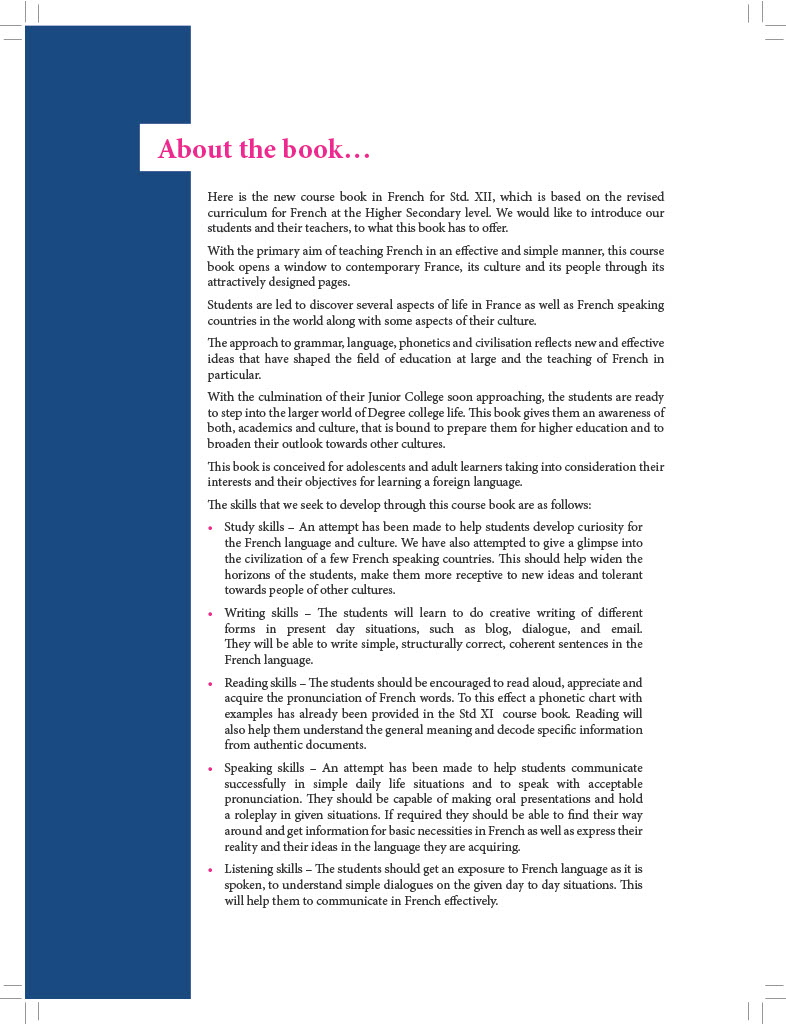 About the book…
Here is the new course book in French for Std. XII, which is based on the revised
curriculum for French at the Higher Secondary level. We would like to introduce our
students and their teachers, to what this book has to offer.
With the primary aim of teaching French in an effective and simple manner, this course
book opens a window to contemporary France, its culture and its people through its
attractively designed pages.
Students are led to discover several aspects of life in France as well as French speaking
countries in the world along with some aspects of their culture.
The approach to grammar, language, phonetics and civilisation reflects new and effective
ideas that have shaped the field of education at large and the teaching of French in
particular.
With the culmination of their Junior College soon approaching, the students are ready
to step into the larger world of Degree college life. This book gives them an awareness of
both, academics and culture, that is bound to prepare them for higher education and to
broaden their outlook towards other cultures.
This book is conceived for adolescents and adult learners taking into consideration their
interests and their objectives for learning a foreign language.
The skills that we seek to develop through this course book are as follows:
• Study skills – An attempt has been made to help students develop curiosity for
the French language and culture. We have also attempted to give a glimpse into
the civilization of a few French speaking countries. This should help widen the
horizons of the students, make them more receptive to new ideas and tolerant
towards people of other cultures.
• Writing skills – The students will learn to do creative writing of different
forms in present day situations, such as blog, dialogue, and email.
They will be able to write simple, structurally correct, coherent sentences in the
French language.
• Reading skills – The students should be encouraged to read aloud, appreciate and
acquire the pronunciation of French words. To this effect a phonetic chart with
examples has already been provided in the Std XI course book. Reading will
also help them understand the general meaning and decode specific information
from authentic documents.
• Speaking skills – An attempt has been made to help students communicate
successfully in simple daily life situations and to speak with acceptable
pronunciation. They should be capable of making oral presentations and hold
a roleplay in given situations. If required they should be able to find their way
around and get information for basic necessities in French as well as express their
reality and their ideas in the language they are acquiring.
• Listening skills – The students should get an exposure to French language as it is
spoken, to understand simple dialogues on the given day to day situations. This
will help them to communicate in French effectively.